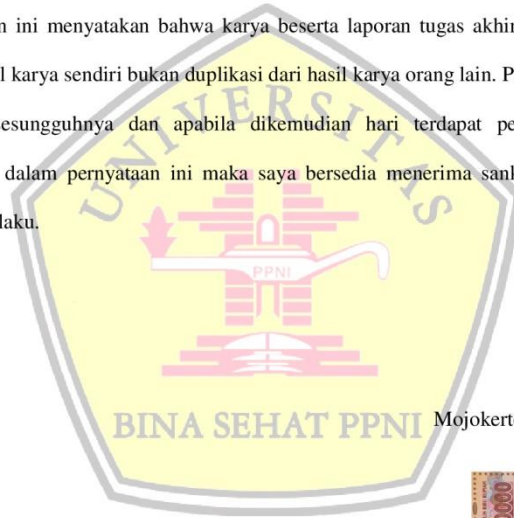 n ini menyatakan bahwa karya beserta laporan tugas akhir
l karya sendiri bukan duplikasi dari hasil karya orang lain. P
esungguhnya dan apabila dikemudian hari terdapat pe
dalam pernyataan ini maka saya bersedia menerima sank
laku.
UNIVERSITAS
PPNI
BINA SEHAT PPNI
Mojokert